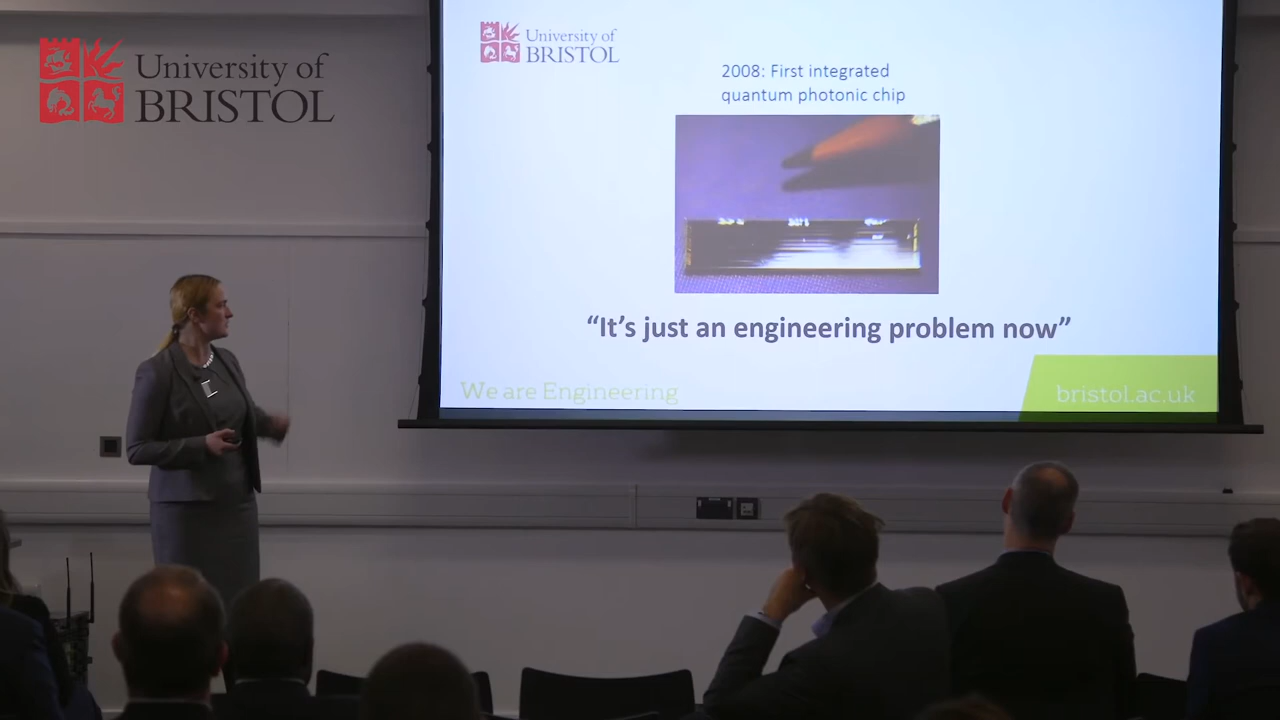 University of
BRISTOL
University of
BRISTOL
2008: First integrated
quantum photonic chip
“It’s just an engineering problem now”
We are Engineering
bristol.ac.uk